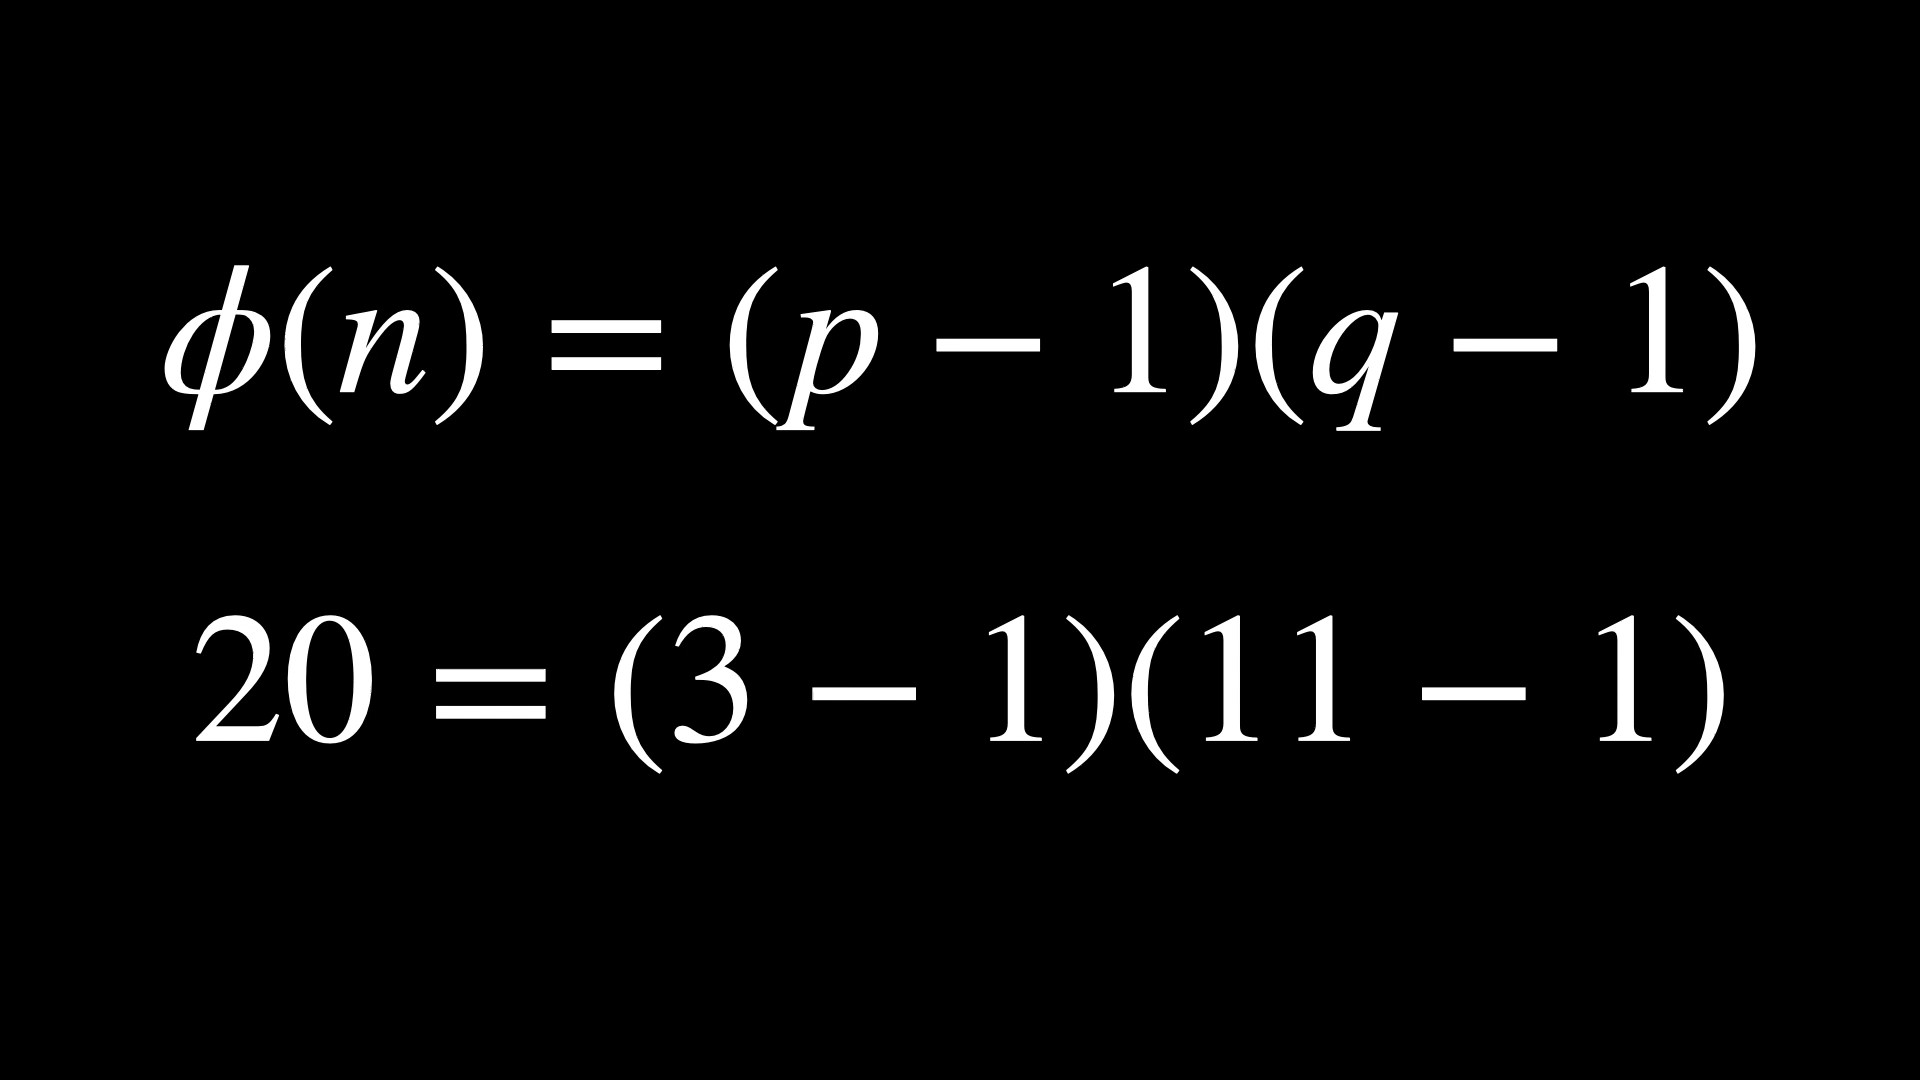 ϕ(n) = (p − 1)(q − 1)
20 = (3 − 1)(11 − 1)